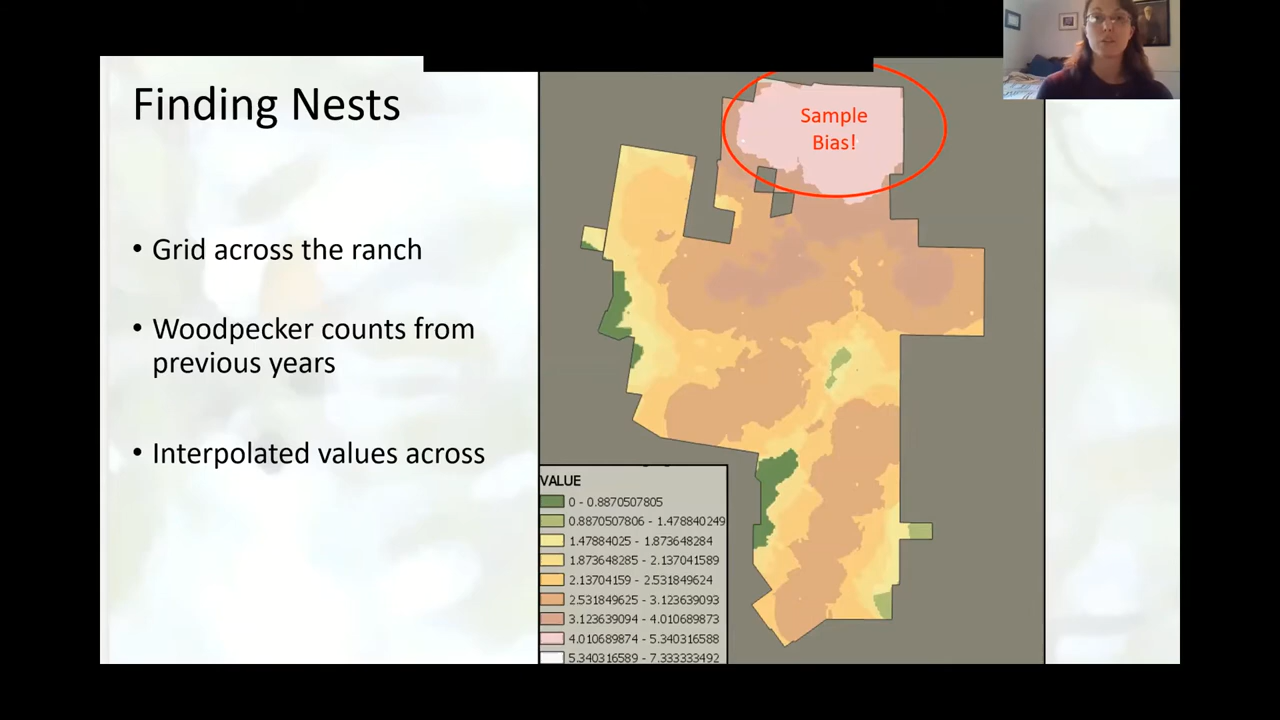 Finding Nests
• Grid across the ranch
• Woodpecker counts from
previous years
• Interpolated values across
Sample
Bias!
VALUE
0 - 0.8870507805
0.8870507806 - 1.478840249
1.47884025 - 1.873648284
1.873648285 - 2.137041589
2.13704159 - 2.531849624
2.531849625 - 3.123639093
3.123639094 - 4.010689873
4.010689874 - 5.340316588
5.340316589 - 7.333333492